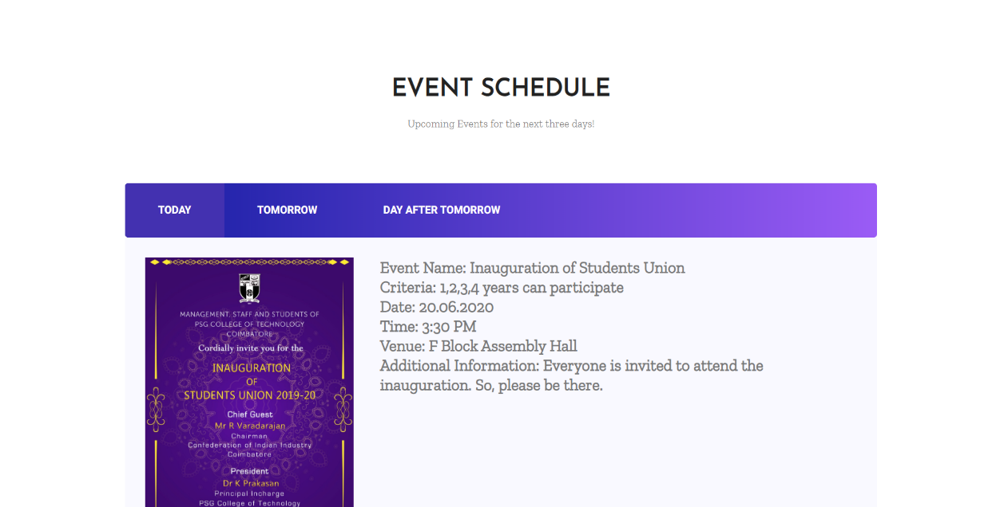 EVENT SCHEDULE
Upcoming Events for the next three days!
TODAY
TOMORROW
DAY AFTER TOMORROW
MANAGEMENT, STAFF AND STUDENTS OF
PSG COLLEGE OF TECHNOLOGY
COIMBATORE
Cordially invite you for the
INAUGURATION
OF
STUDENTS UNION 2019-20
Chief Guest
Mr R Varadarajan
Chairman
Confederation of Indian Industry
Coimbatore
President
Dr K Prakasan
Principal Incharge
PSG College of Technology
Event Name: Inauguration of Students Union
Criteria: 1,2,3,4 years can participate
Date: 20.06.2020
Time: 3:30 PM
Venue: F Block Assembly Hall
Additional Information: Everyone is invited to attend the
inauguration. So, please be there.